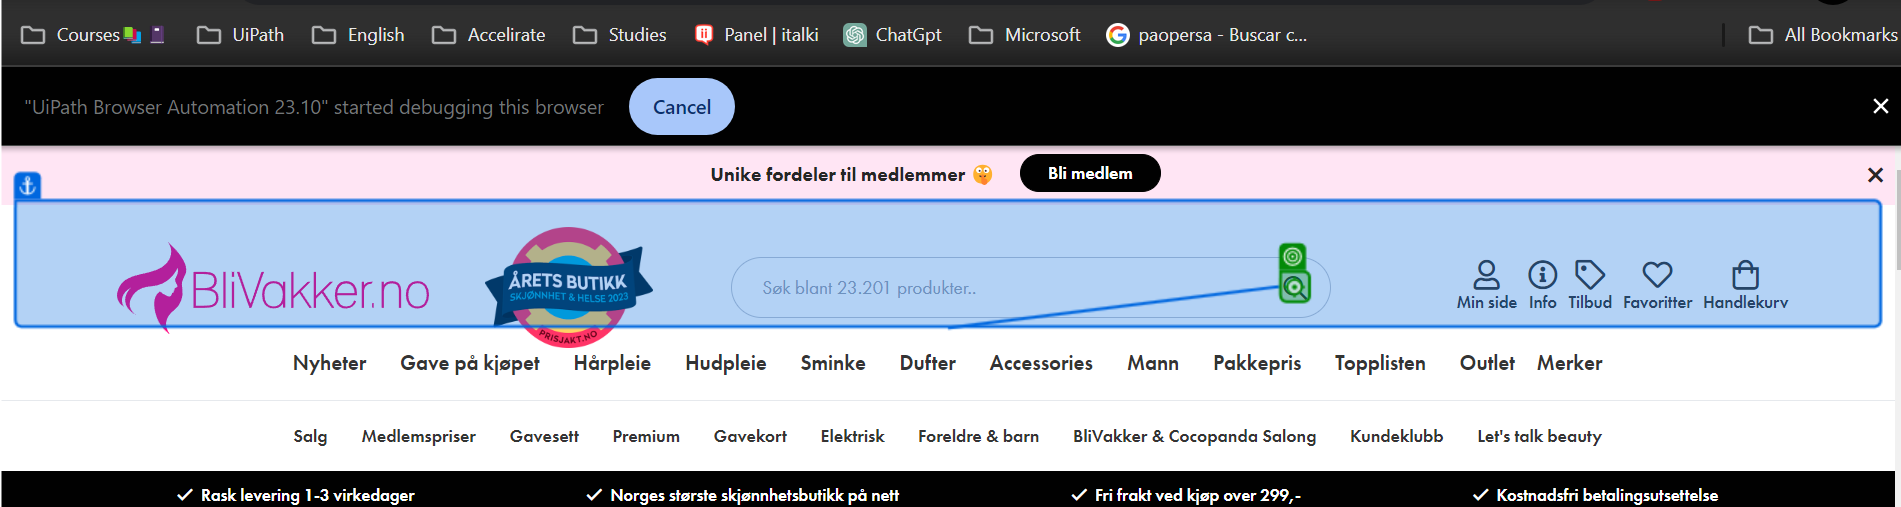 Courses UiPath English Accelirate Studies Panel | italki ChatGpt Microsoft paopersa - Buscar c... All Bookmarks
"UiPath Browser Automation 23.10" started debugging this browser Cancel
Unike fordeler til medlemmer Bli medlem
BliVakker.no
ÅRETS BUTIKK
SKJØNNHET & HELSE 2023
PRISJAKT.NO
Søk blant 23.201 produkter..
Min side Info Tilbud Favoritter Handlekurv
Nyheter Gave på kjøpet Hårpleie Hudpleie Sminke Dufter Accessories Mann Pakkepris Topplisten Outlet Merker
Salg Medlemspriser Gavesett Premium Gavekort Elektrisk Foreldre & barn BliVakker & Cocopanda Salong Kundeklubb Let's talk beauty
Rask levering 1-3 virkedager Norges største skjønnhetsbutikk på nett Fri frakt ved kjøp over 299,- Kostnadsfri betalingsutsettelse